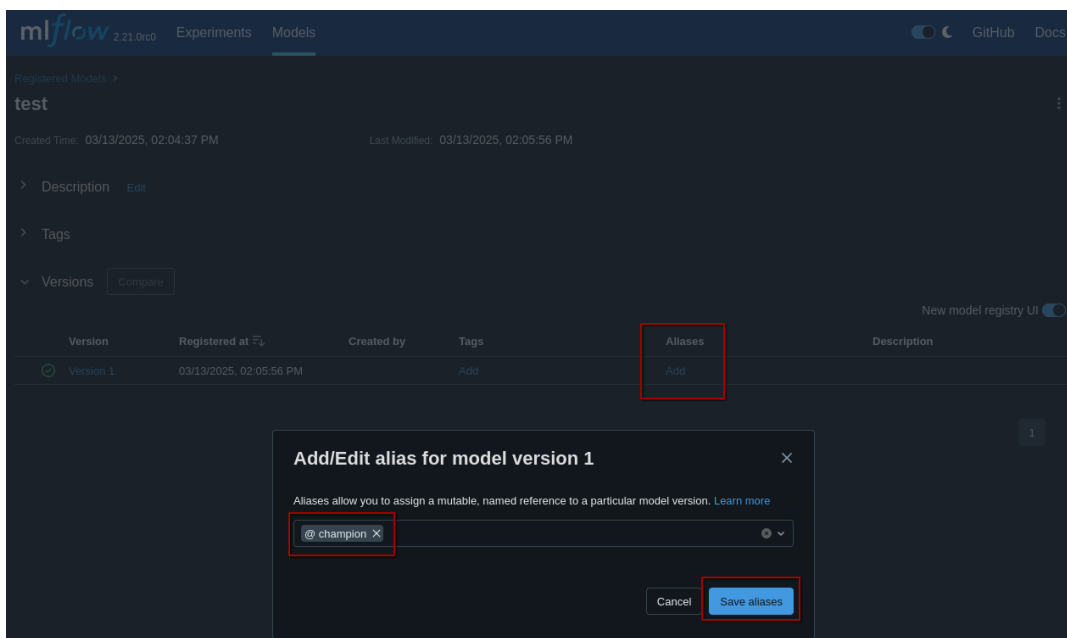 mlflow 2.21.0rc0 Experiments Models GitHub Docs
Registered Models
test
Created Time: 03/13/2025, 02:04:37 PM Last Modified: 03/13/2025, 02:05:56 PM
Description Edit
Tags
Versions Compare
New model registry UI
Version Registered at Created by Tags Aliases Description
Version 1 03/13/2025, 02:05:56 PM Add Add
1
Add/Edit alias for model version 1
Aliases allow you to assign a mutable, named reference to a particular model version. Learn more
@ champion
Cancel Save aliases